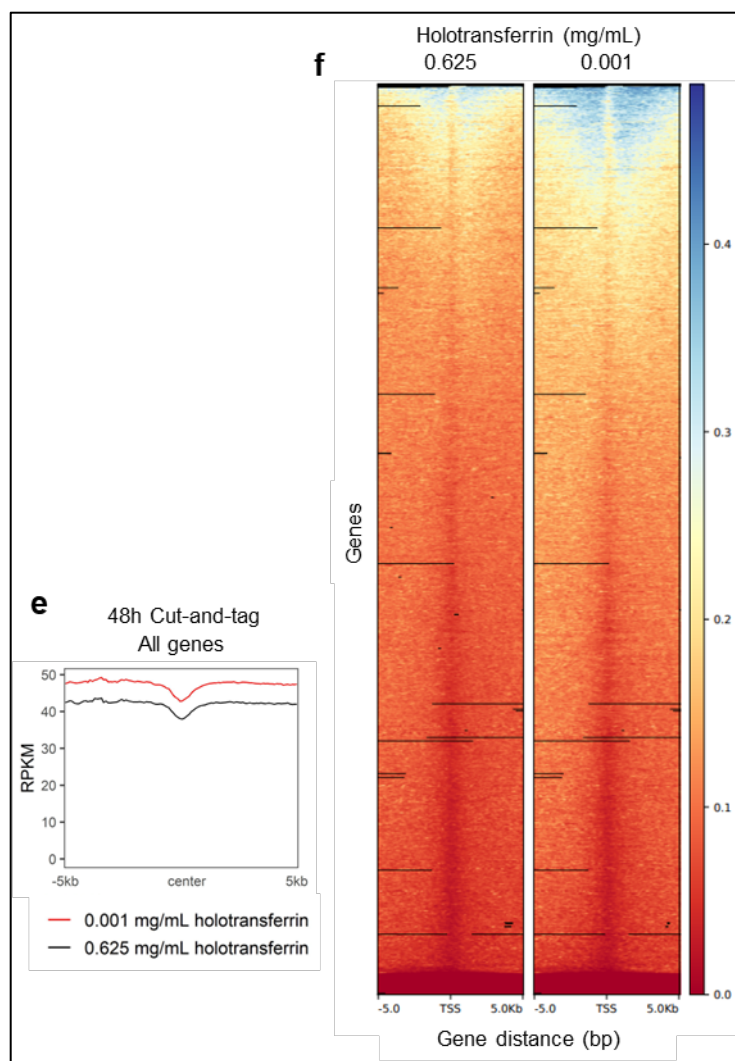 f
Holotransferrin (mg/mL)
0.625 0.001
0.4
0.3
0.2
0.1
0.0
Genes
-5.0 TSS 5.0Kb -5.0 TSS 5.0Kb
Gene distance (bp)
e
48h Cut-and-tag
All genes
50
40
30
20
10
0
RPKM
-5kb center 5kb
0.001 mg/mL holotransferrin
0.625 mg/mL holotransferrin